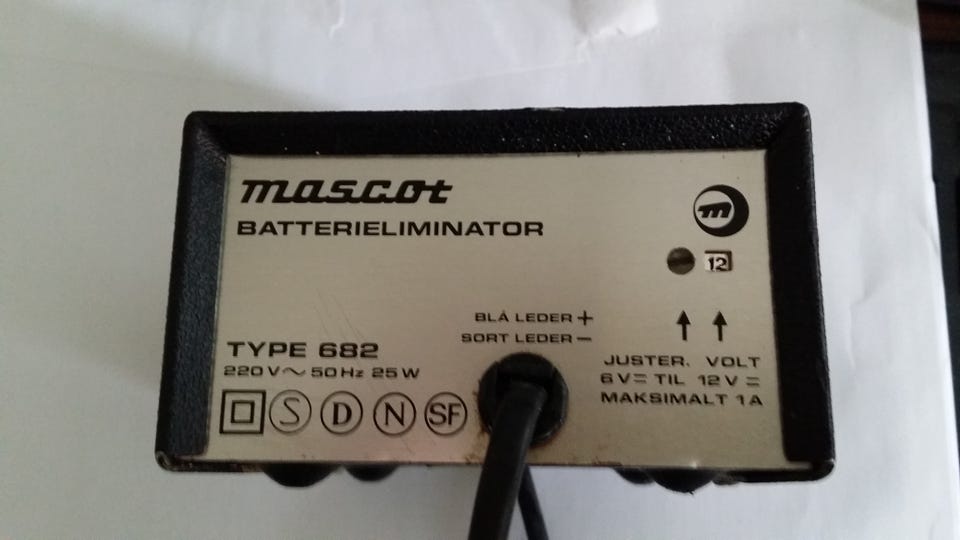 mascot
BATTERIELIMINATOR
m
12
BLÅ LEDER +
SORT LEDER −
TYPE 682
220 V ~ 50 Hz 25 W
JUSTER. VOLT
6 V ⎓ TIL 12 V ⎓
MAKSIMALT 1 A
S D N SF